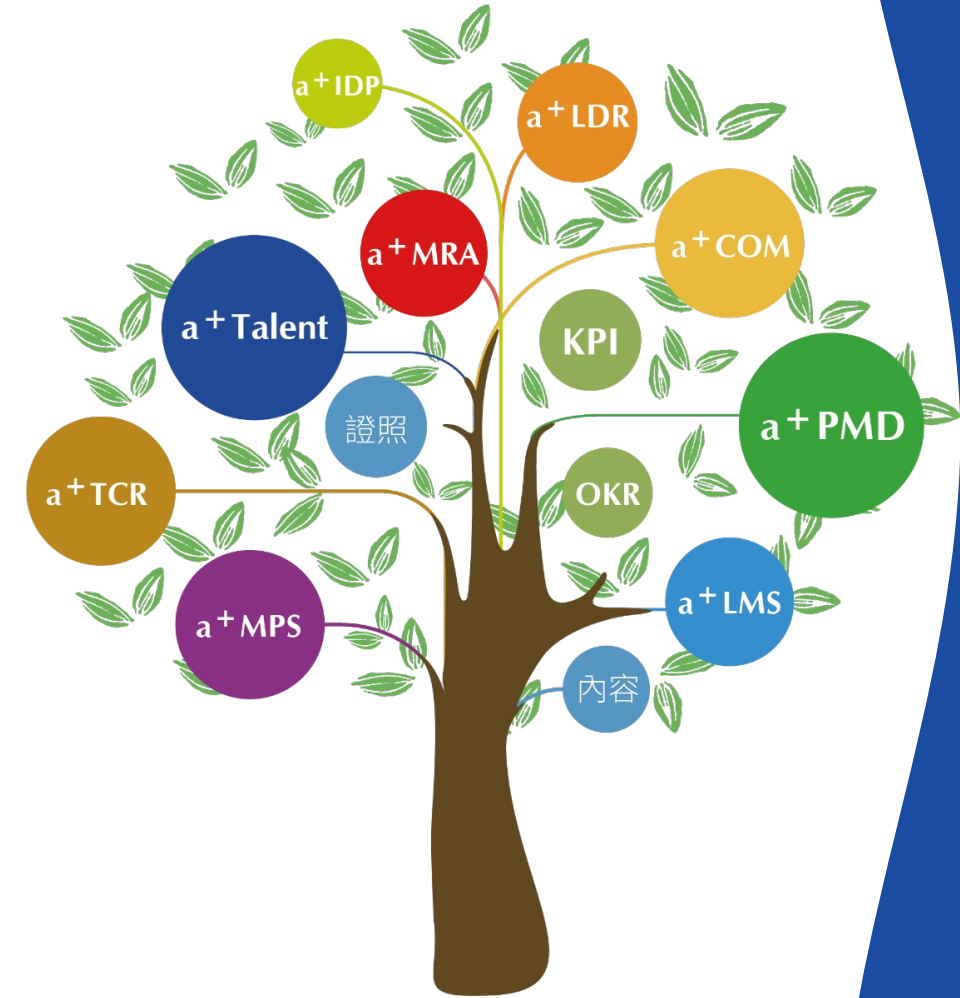 a+ IDP
a+ LDR
a+ MRA
a+ COM
a+ Talent
KPI
證照
a+ PMD
a+ TCR
OKR
a+ MPS
a+ LMS
內容